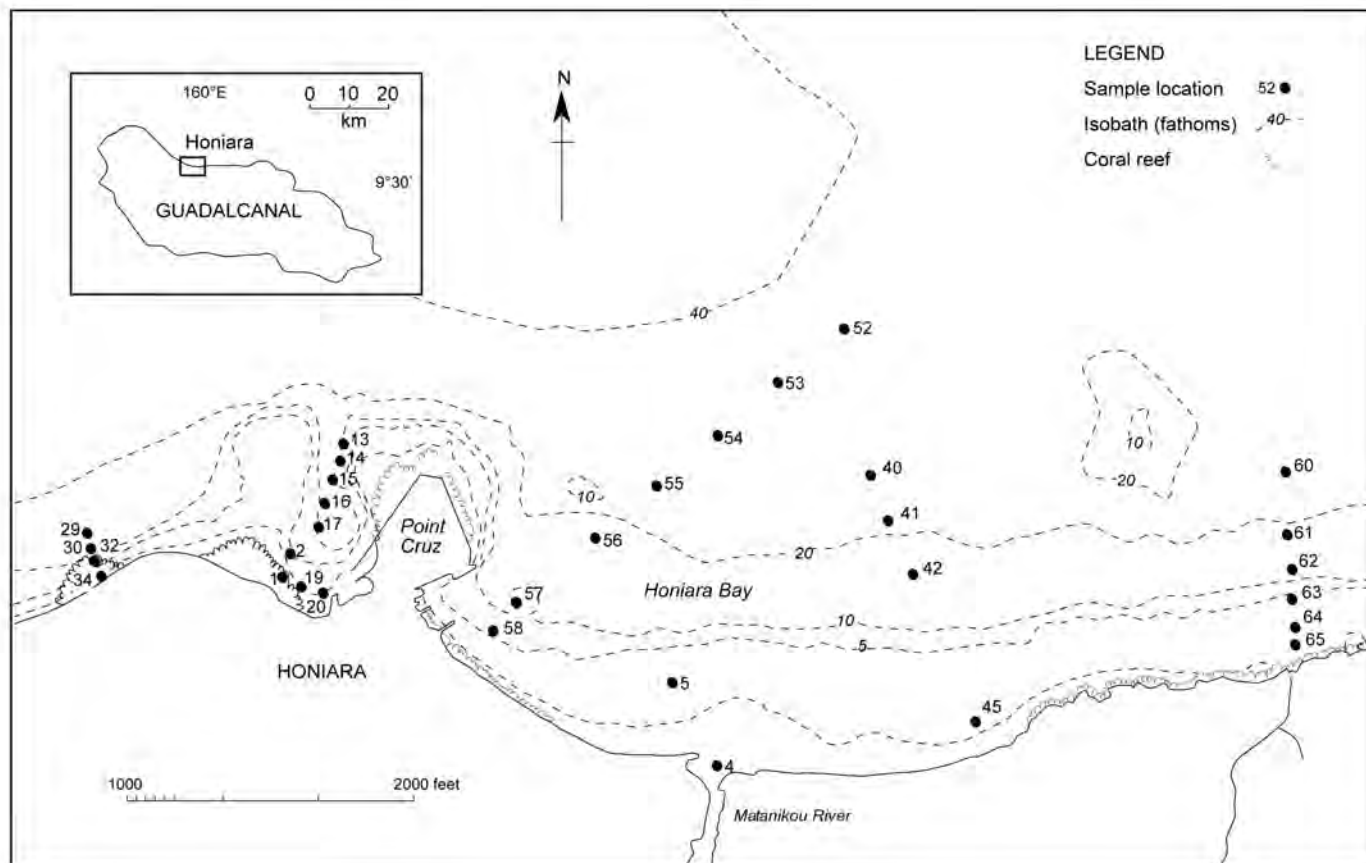 160°E
0 10 20
km
Honiara
9°30`
GUADALCANAL
N
LEGEND
Sample location 52
Isobath (fathoms) 40
Coral reef
40
52
53
54
13
14
15
16
17
2
1
19
20
29
30
32
34
Point
Cruz
10
55
56
40
41
42
20
10
20
60
61
62
63
64
65
Honiara Bay
57
58
10
5
HONIARA
5
45
4
1000 2000 feet
Matanikou River